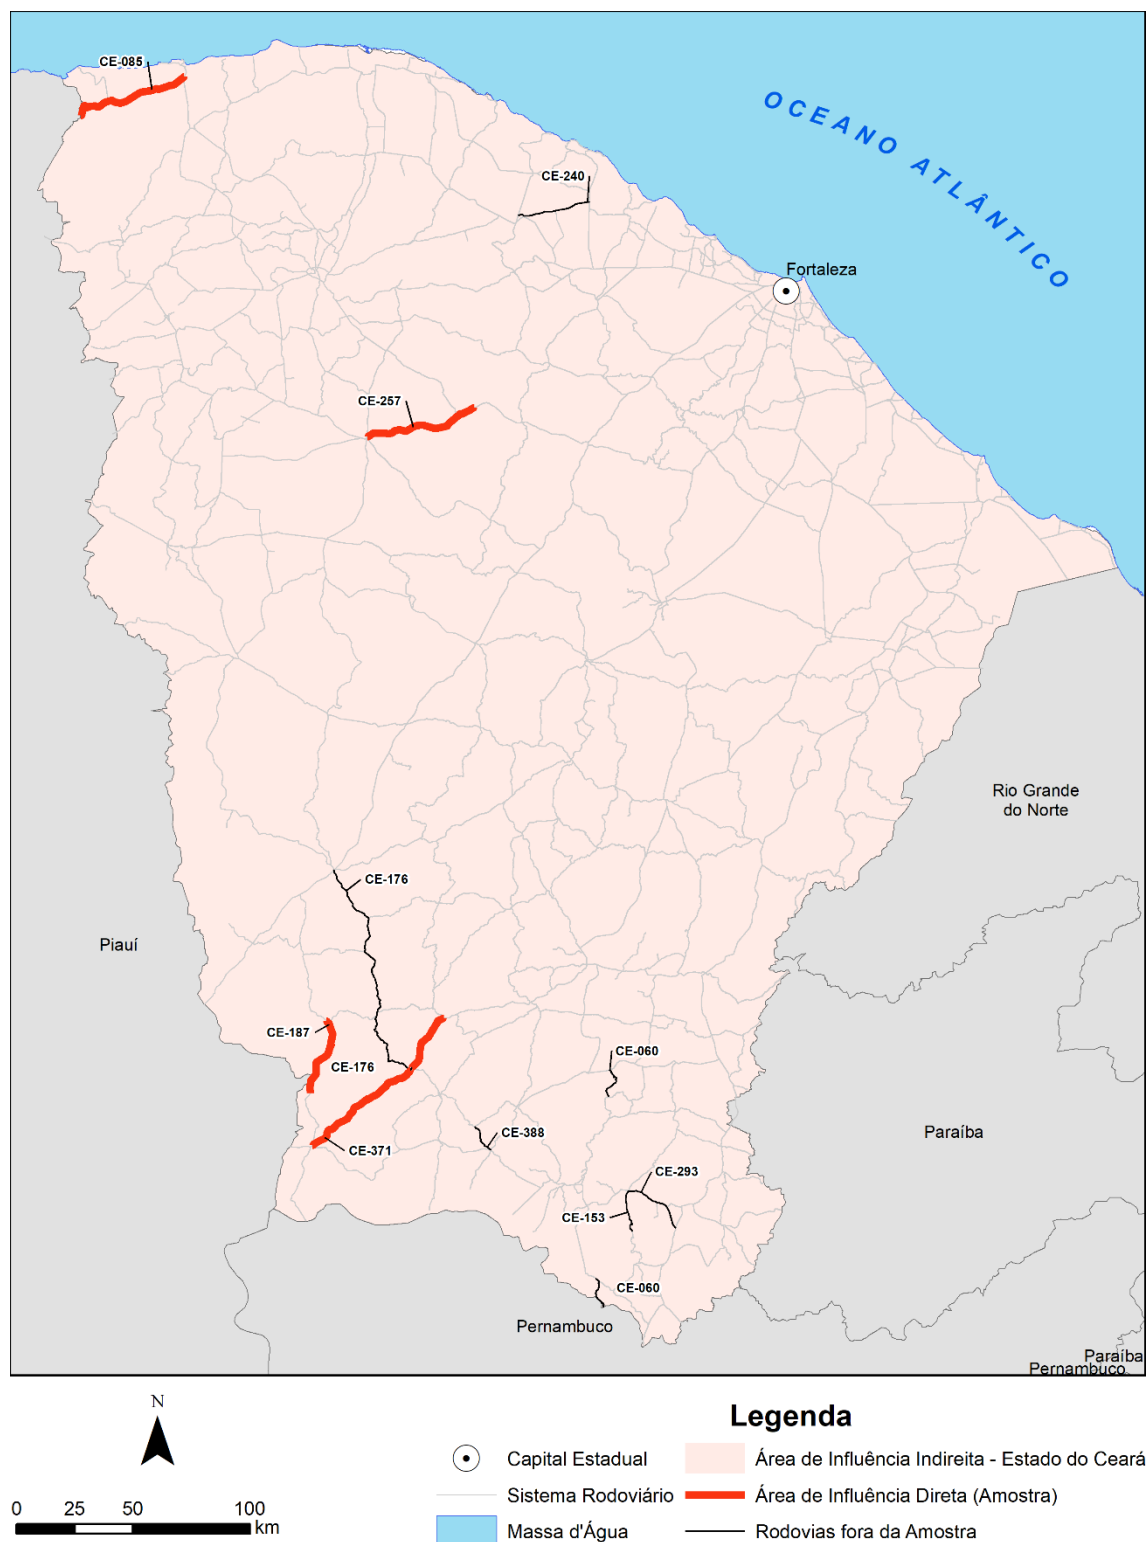 CE-085
OCEANO ATLÂNTICO
CE-240
Fortaleza
CE-257
Rio Grande
do Norte
CE-176
Piauí
CE-187
CE-176
CE-060
CE-388
CE-371
Paraíba
CE-293
CE-153
CE-060
Pernambuco
Paraíba
Pernambuco
N
Legenda
Capital Estadual
Área de Influência Indireita - Estado do Ceará
Sistema Rodoviário
Área de Influência Direta (Amostra)
0 25 50 100
km
Massa d'Água
Rodovias fora da Amostra